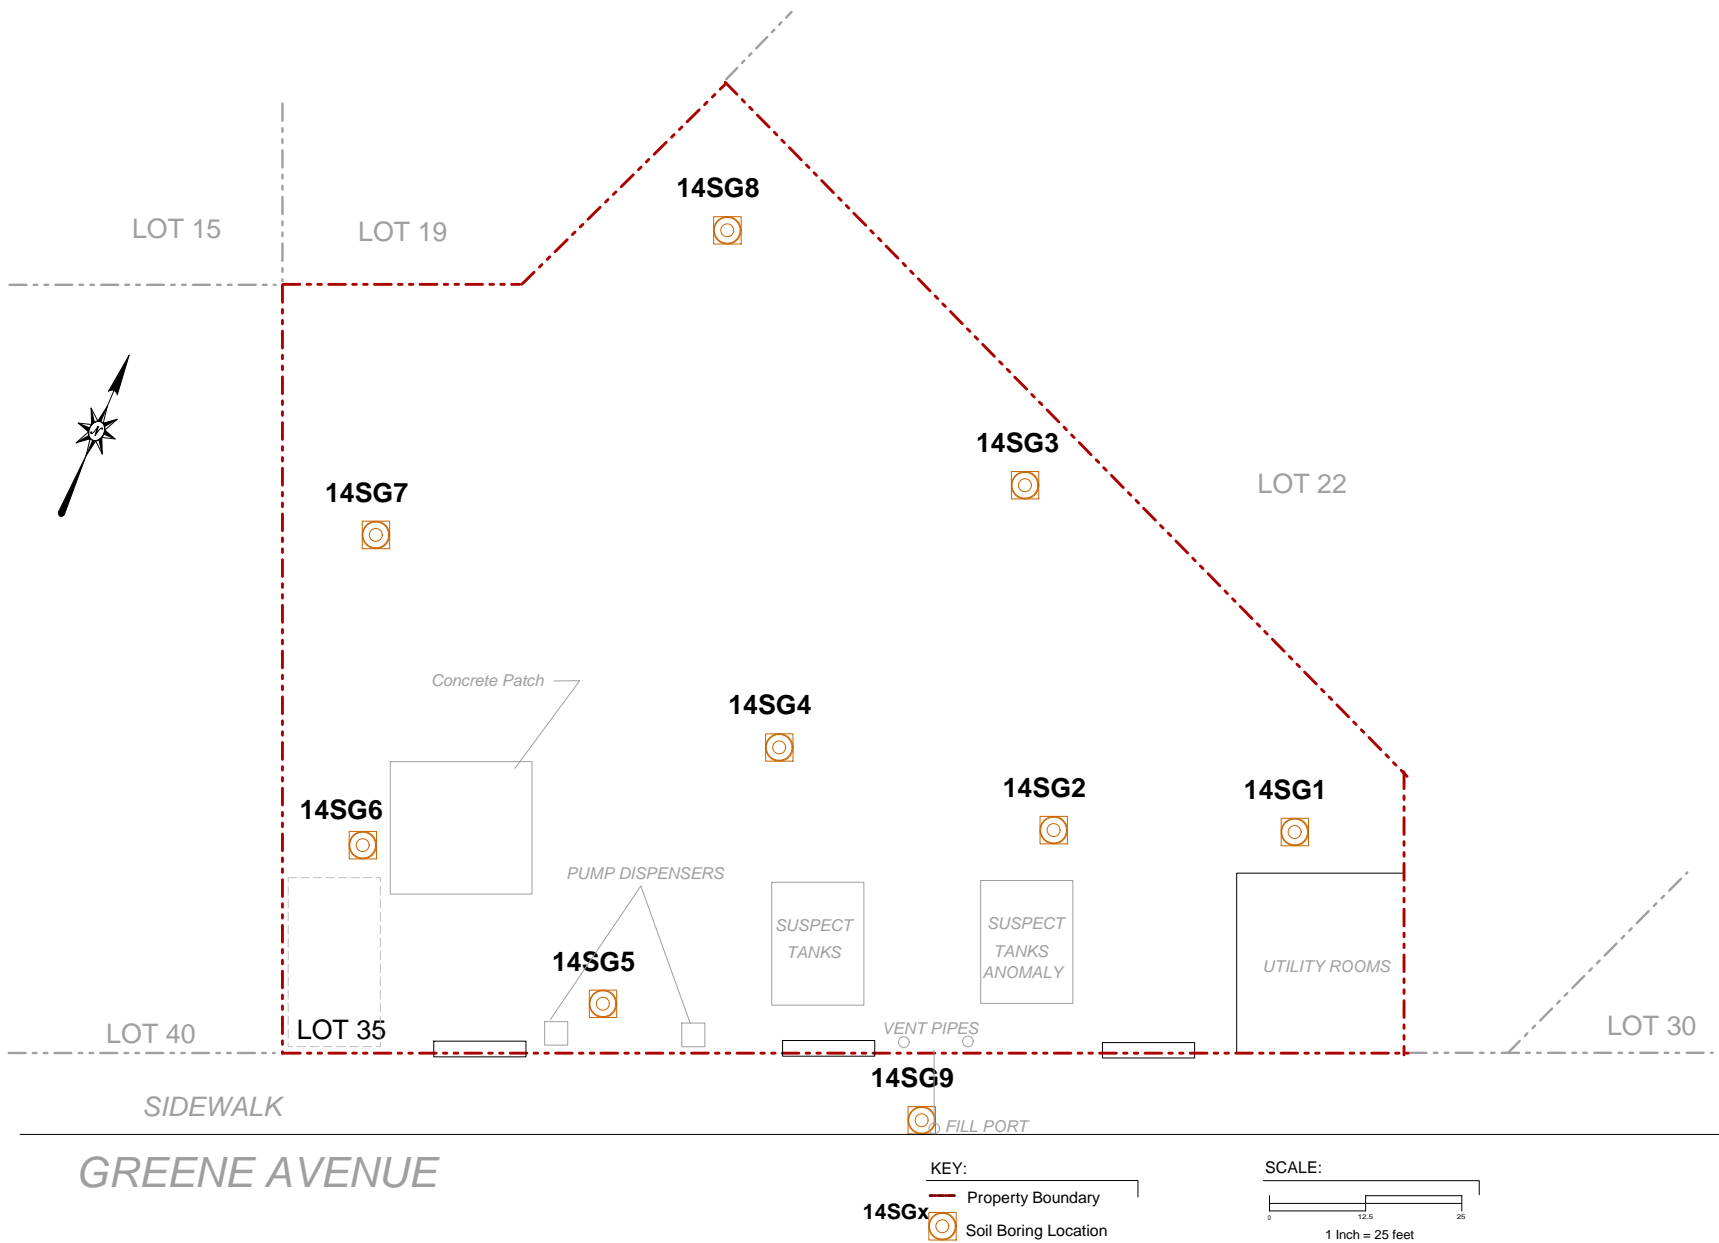 14SG8
LOT 15
LOT 19
14SG3
N
LOT 22
14SG7
Concrete Patch
14SG4
14SG2
14SG1
14SG6
PUMP DISPENSERS
SUSPECT
TANKS
SUSPECT
TANKS
ANOMALY
UTILITY ROOMS
14SG5
LOT 40
LOT 35
VENT PIPES
LOT 30
14SG9
SIDEWALK
FILL PORT
GREENE AVENUE
KEY:
Property Boundary
14SGx
Soil Boring Location
SCALE:
0 12.5 25
1 Inch = 25 feet